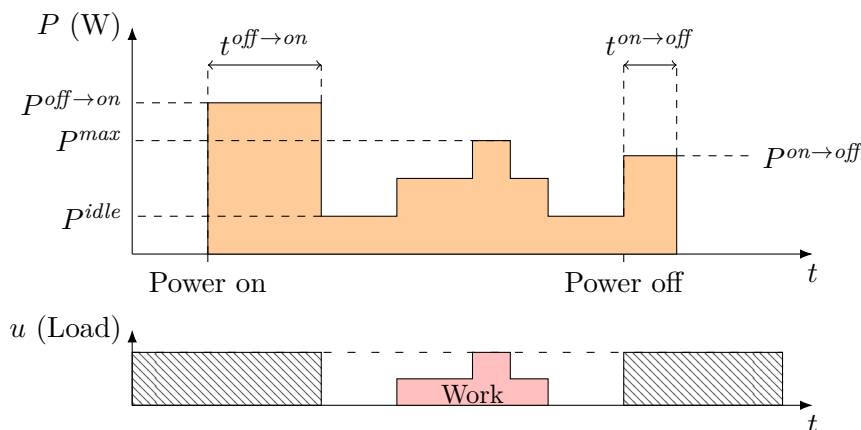 P (W)
t^{off→on}
t^{on→off}
P^{off→on}
P^{max}
P^{on→off}
P^{idle}
Power on
Power off
t
u (Load)
Work
t